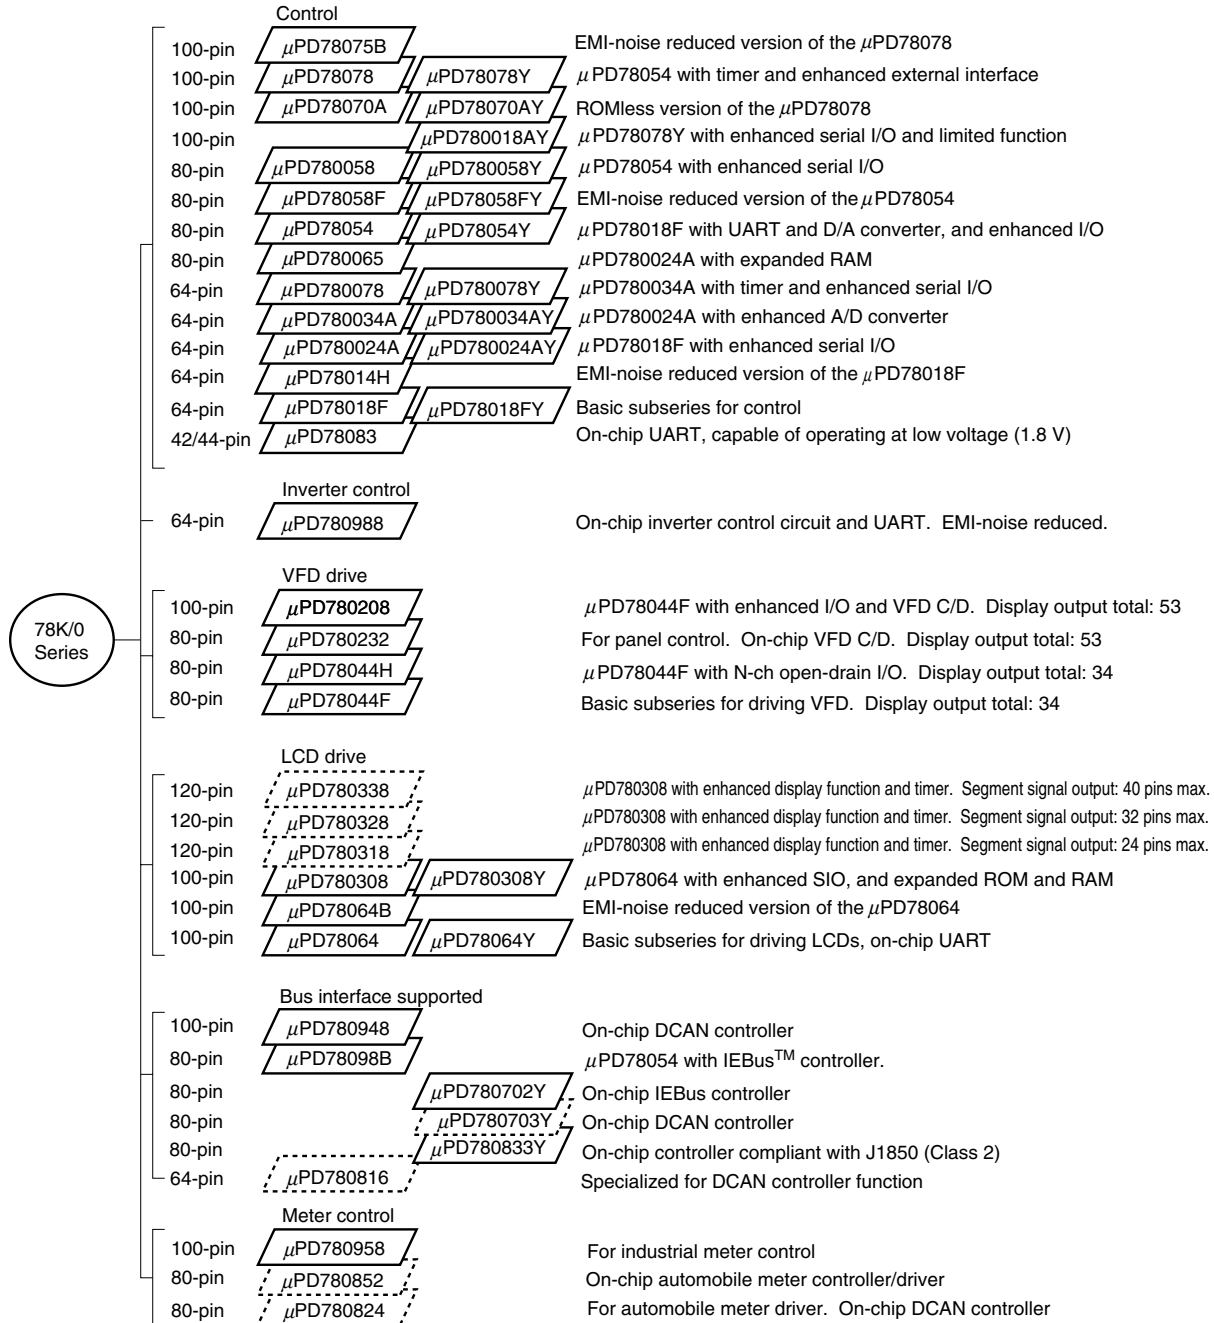 Control
100-pin μPD78075B EMI-noise reduced version of the μPD78078
100-pin μPD78078 μPD78078Y μPD78054 with timer and enhanced external interface
100-pin μPD78070A μPD78070AY ROMless version of the μPD78078
100-pin μPD780018AY μPD78078Y with enhanced serial I/O and limited function
80-pin μPD780058 μPD780058Y μPD78054 with enhanced serial I/O
80-pin μPD78058F μPD78058FY EMI-noise reduced version of the μPD78054
80-pin μPD78054 μPD78054Y μPD78018F with UART and D/A converter, and enhanced I/O
80-pin μPD780065 μPD780024A with expanded RAM
64-pin μPD780078 μPD780078Y μPD780034A with timer and enhanced serial I/O
64-pin μPD780034A μPD780034AY μPD780024A with enhanced A/D converter
64-pin μPD780024A μPD780024AY μPD78018F with enhanced serial I/O
64-pin μPD78014H EMI-noise reduced version of the μPD78018F
64-pin μPD78018F μPD78018FY Basic subseries for control
42/44-pin μPD78083 On-chip UART, capable of operating at low voltage (1.8 V)
Inverter control
64-pin μPD780988 On-chip inverter control circuit and UART. EMI-noise reduced.
78K/0
Series
VFD drive
100-pin μPD780208 μPD78044F with enhanced I/O and VFD C/D. Display output total: 53
80-pin μPD780232 For panel control. On-chip VFD C/D. Display output total: 53
80-pin μPD78044H μPD78044F with N-ch open-drain I/O. Display output total: 34
80-pin μPD78044F Basic subseries for driving VFD. Display output total: 34
LCD drive
120-pin μPD780338 μPD780308 with enhanced display function and timer. Segment signal output: 40 pins max.
120-pin μPD780328 μPD780308 with enhanced display function and timer. Segment signal output: 32 pins max.
120-pin μPD780318 μPD780308 with enhanced display function and timer. Segment signal output: 24 pins max.
100-pin μPD780308 μPD780308Y μPD78064 with enhanced SIO, and expanded ROM and RAM
100-pin μPD78064B EMI-noise reduced version of the μPD78064
100-pin μPD78064 μPD78064Y Basic subseries for driving LCDs, on-chip UART
Bus interface supported
100-pin μPD780948 On-chip DCAN controller
80-pin μPD78098B μPD78054 with IEBus™ controller.
80-pin μPD780702Y On-chip IEBus controller
80-pin μPD780703Y On-chip DCAN controller
80-pin μPD780833Y On-chip controller compliant with J1850 (Class 2)
64-pin μPD780816 Specialized for DCAN controller function
Meter control
100-pin μPD780958 For industrial meter control
80-pin μPD780852 On-chip automobile meter controller/driver
80-pin μPD780824 For automobile meter driver. On-chip DCAN controller